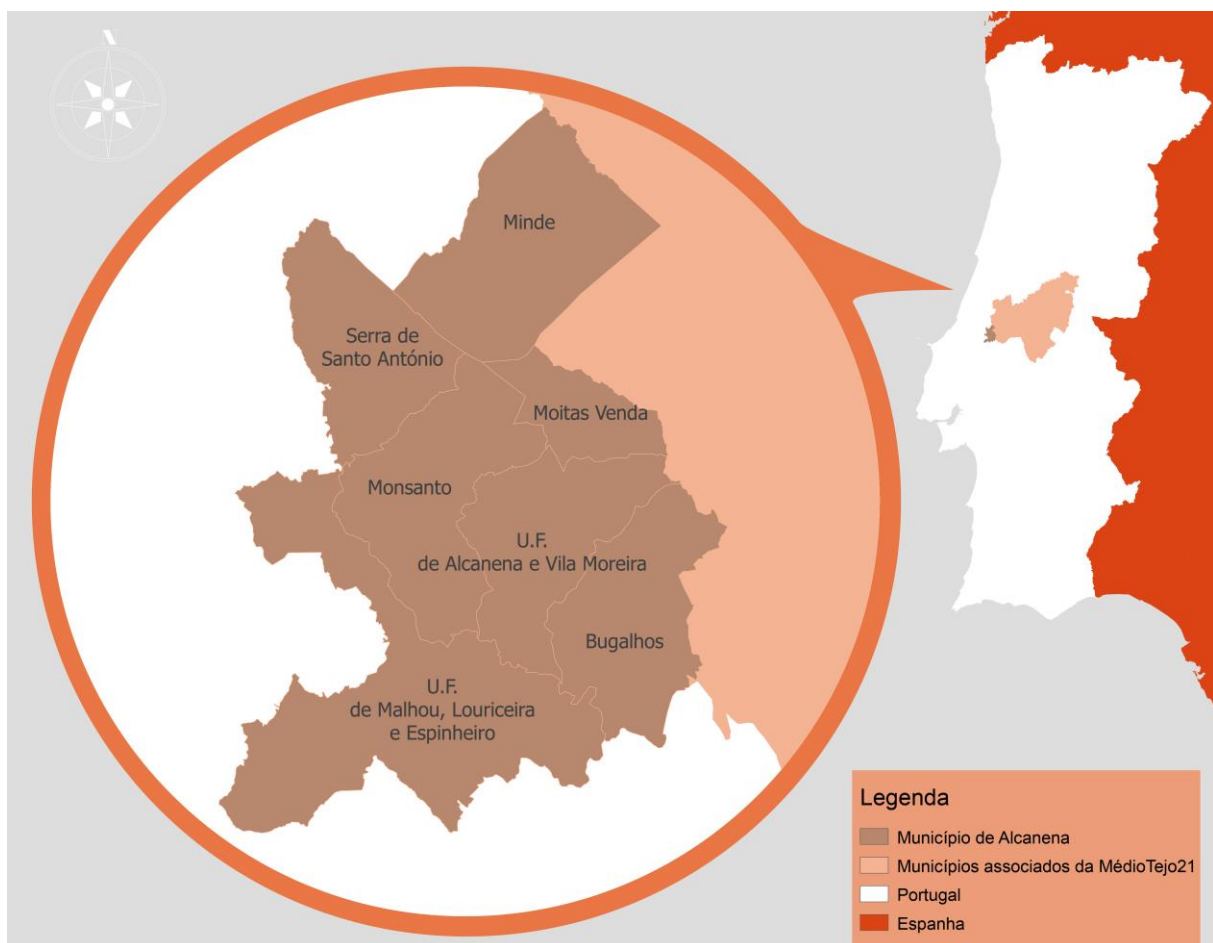 N
Minde
Serra de
Santo António
Moitas Venda
Monsanto
U.F.
de Alcanena e Vila Moreira
Bugalhos
U.F.
de Malhou, Louriceira
e Espinheiro
Legenda
Município de Alcanena
Municípios associados da MédioTejo21
Portugal
Espanha